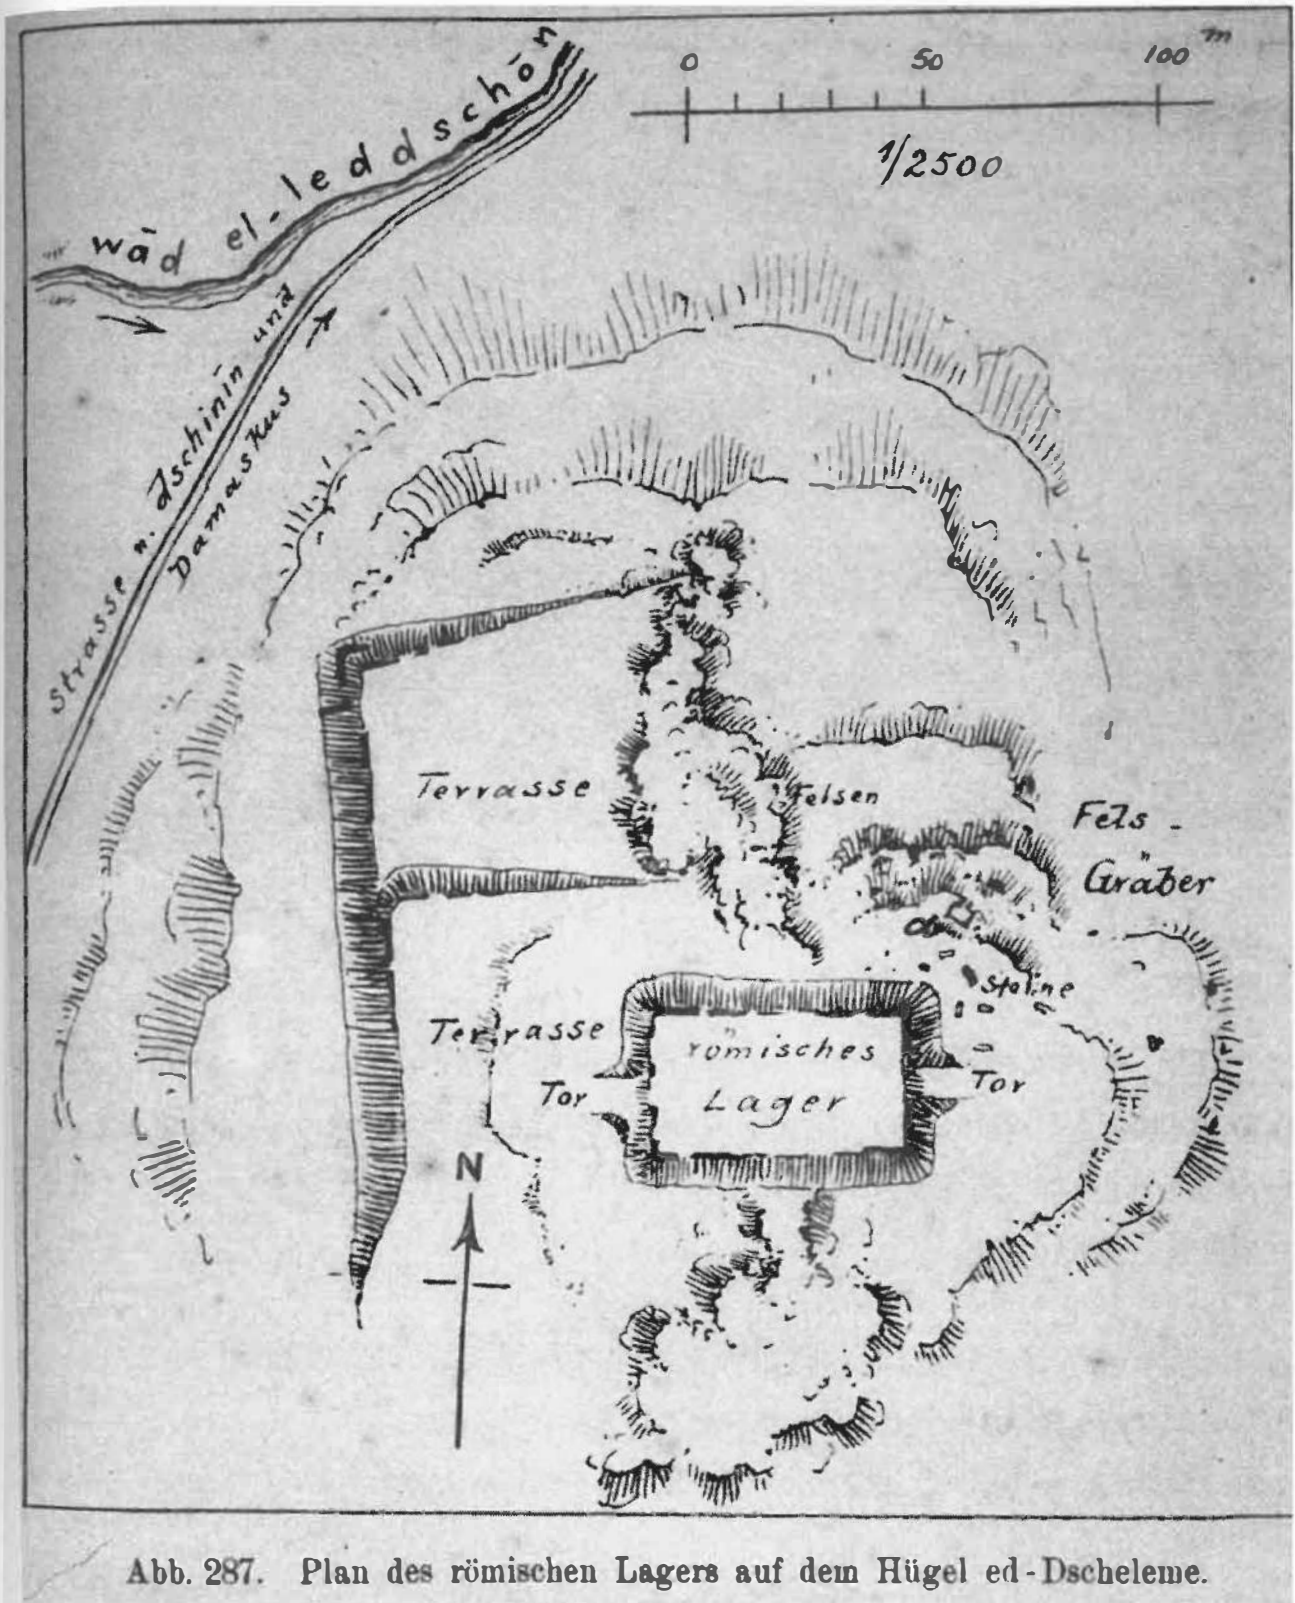 0 50 100 m
1/2500
wād el-leddschōn
Strasse n. dschinīn und
Damaskus
Terrasse
Felsen
Fels-
Gräber
Steine
Terrasse
römisches
Lager
Tor
Tor
N
Abb. 287. Plan des römischen Lagers auf dem Hügel ed-Dscheleme.